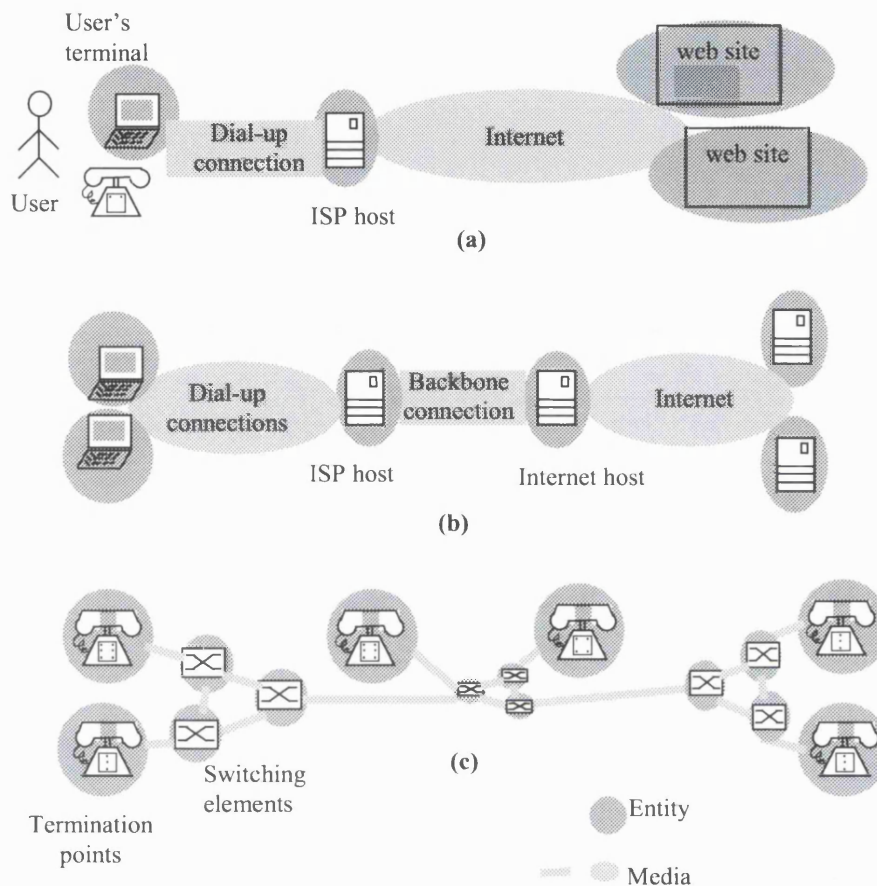 User's
terminal
web site
Dial-up
connection
Internet
web site
User
ISP host
(a)
Dial-up
connections
Backbone
connection
Internet
ISP host
Internet host
(b)
(c)
Switching
elements
Termination
points
Entity
Media